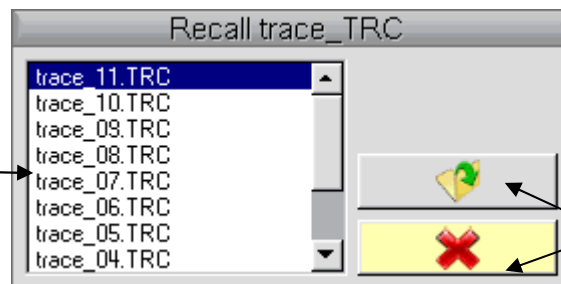 Recall trace_TRC
trace_11.TRC
trace_10.TRC
trace_09.TRC
trace_08.TRC
trace_07.TRC
trace_06.TRC
trace_05.TRC
trace_04.TRC